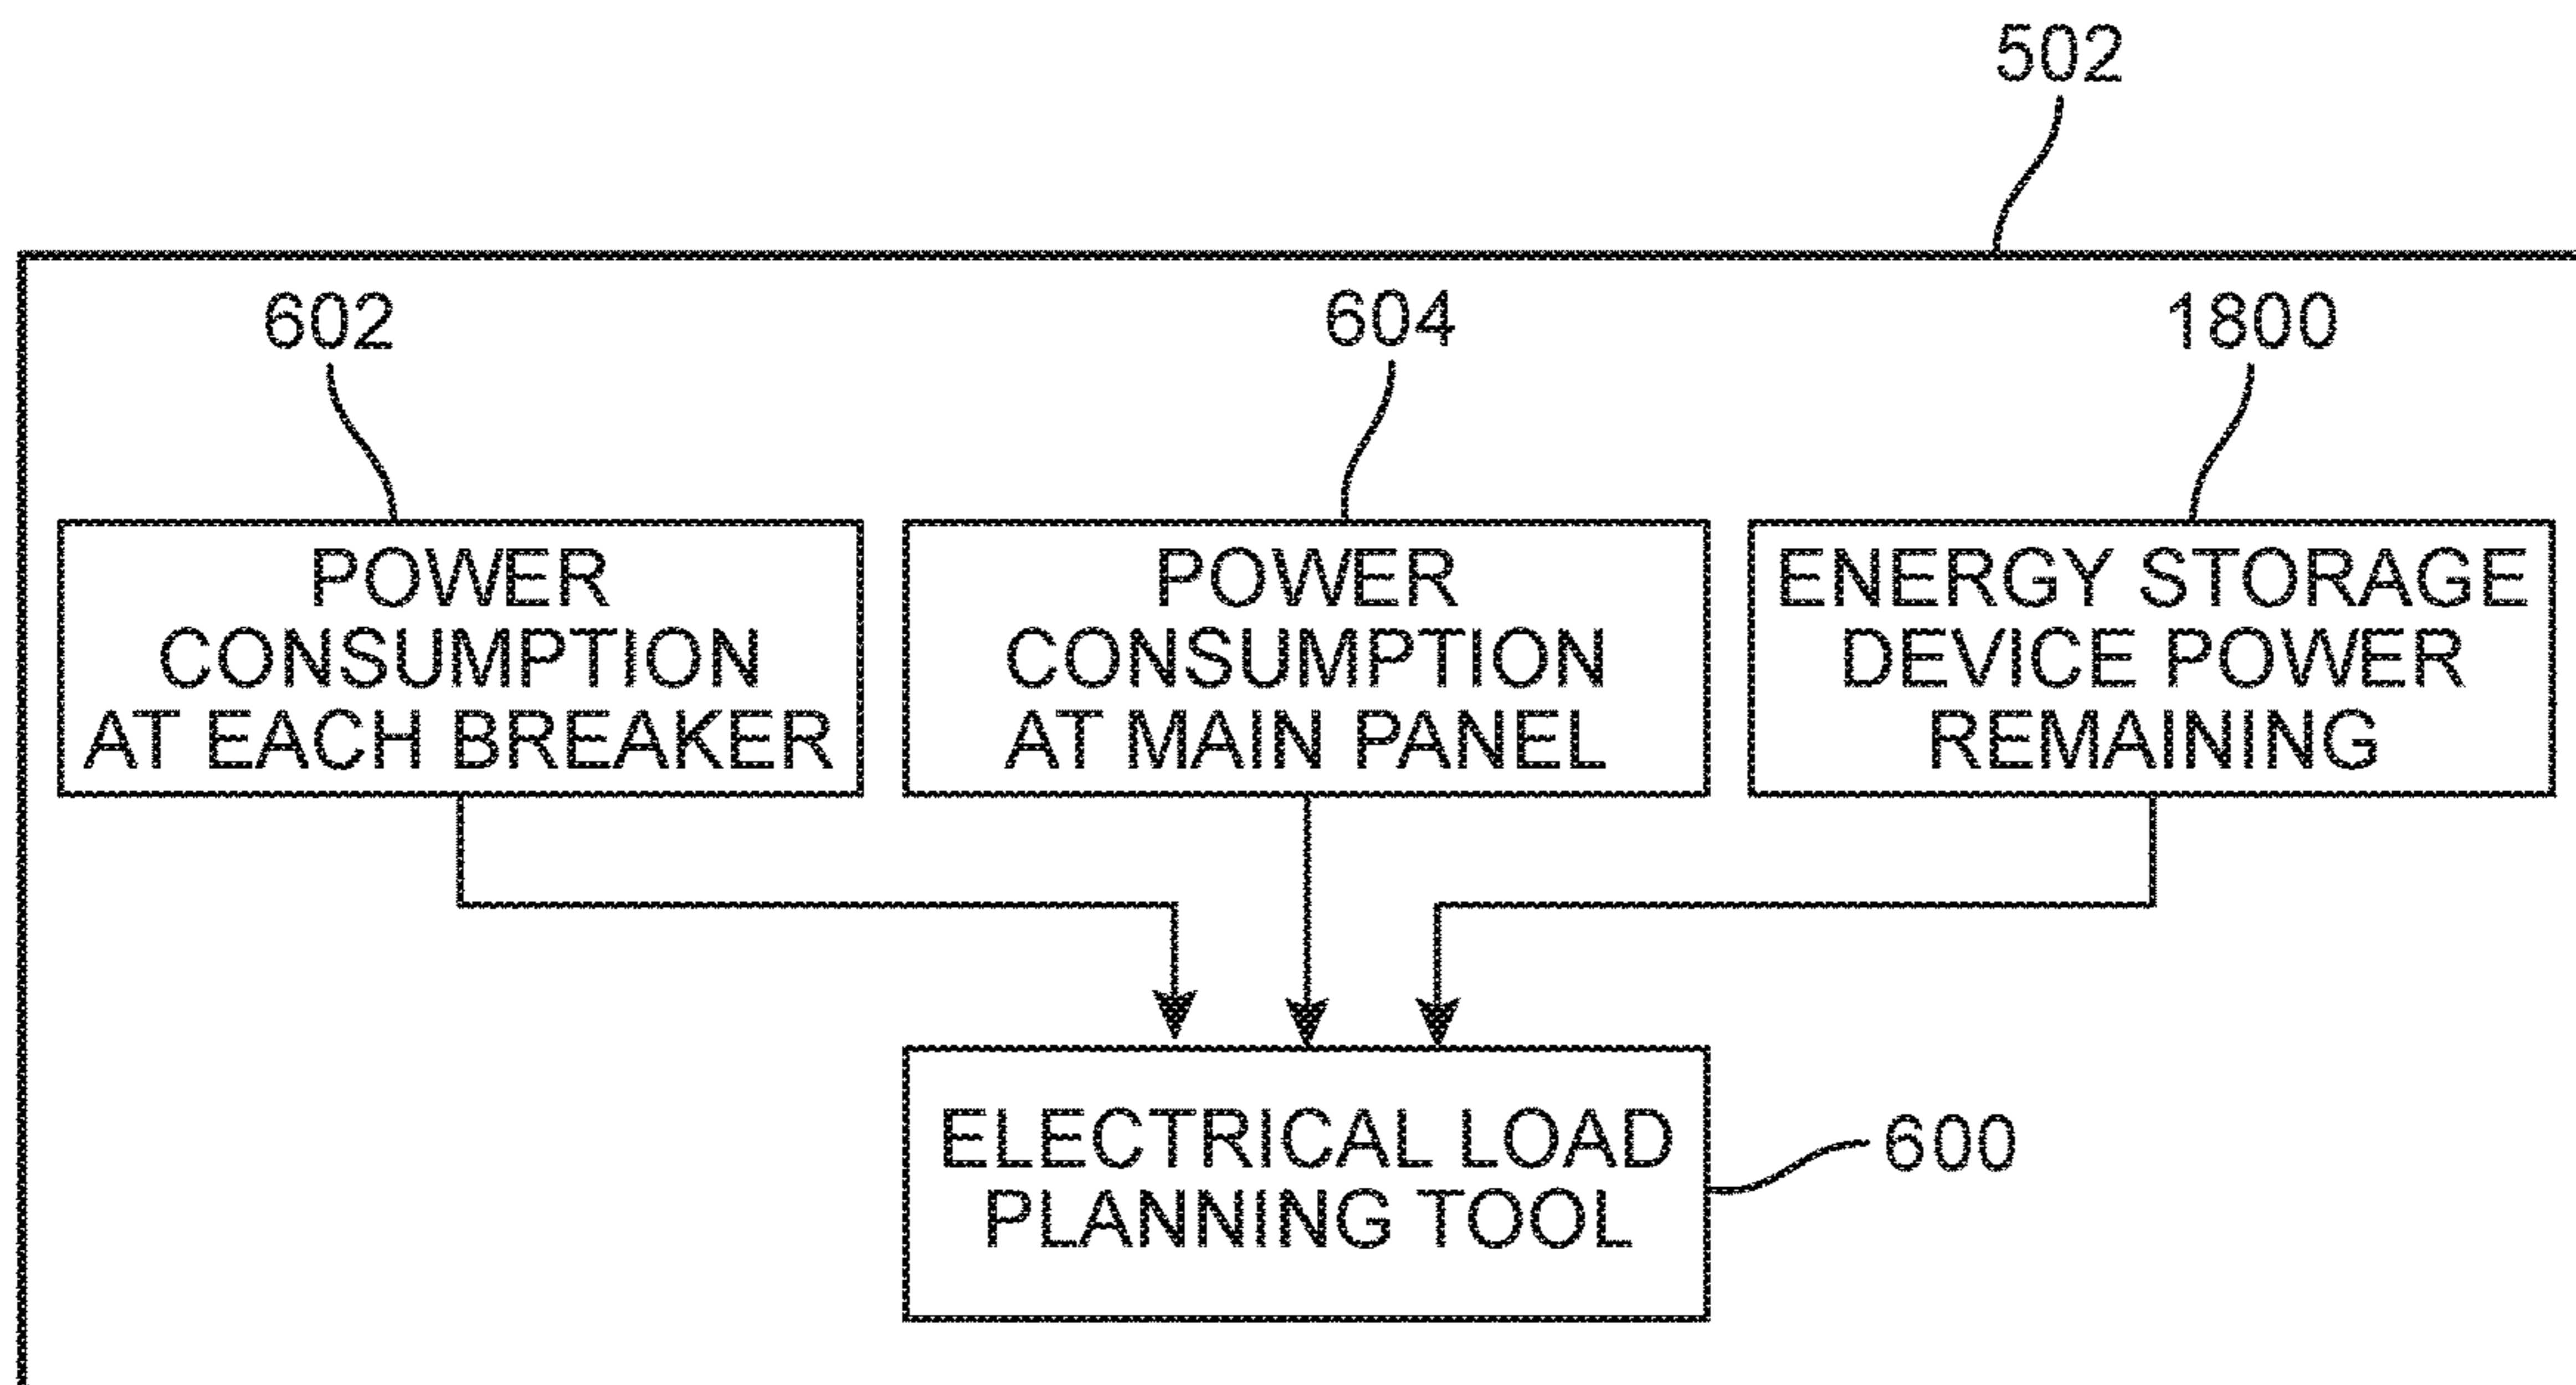 502
602
604
1800
POWER
CONSUMPTION
AT EACH BREAKER
POWER
CONSUMPTION
AT MAIN PANEL
ENERGY STORAGE
DEVICE POWER
REMAINING
ELECTRICAL LOAD
PLANNING TOOL
600